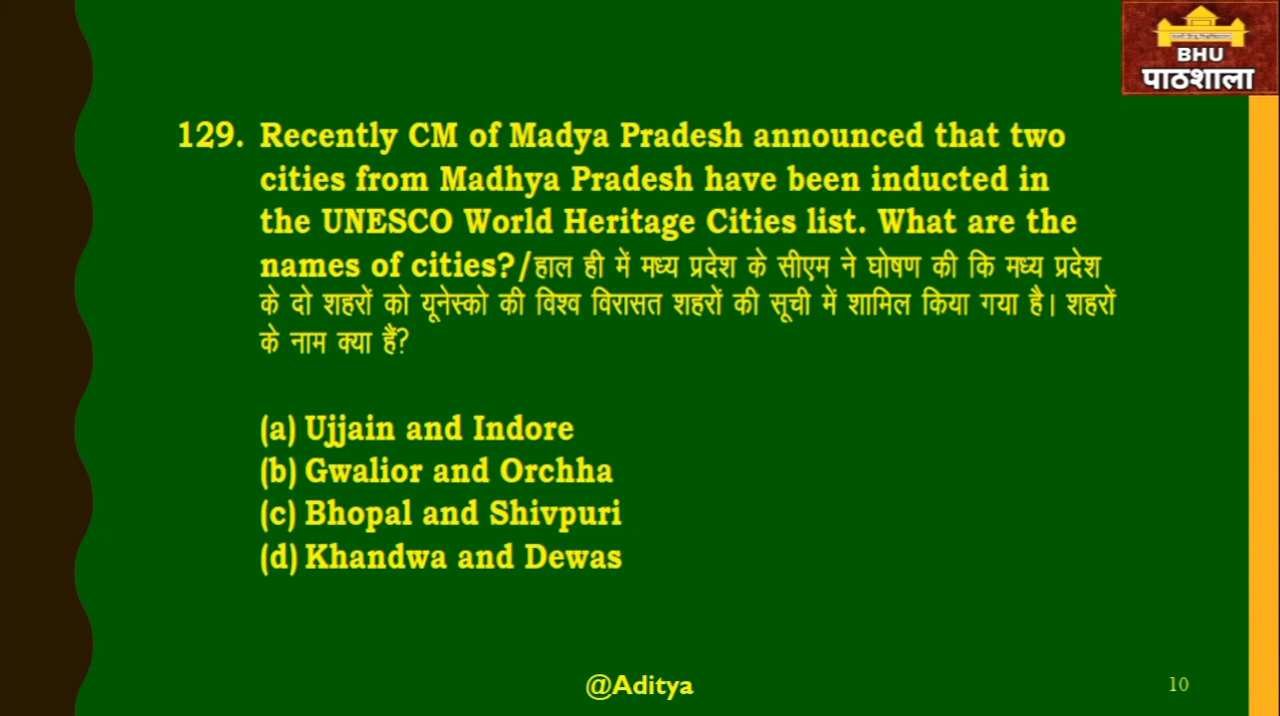 BHU
पाठशाला
129. Recently CM of Madya Pradesh announced that two
cities from Madhya Pradesh have been inducted in
the UNESCO World Heritage Cities list. What are the
names of cities?/हाल ही में मध्य प्रदेश के सीएम ने घोषण की कि मध्य प्रदेश
के दो शहरों को यूनेस्को की विश्व विरासत शहरों की सूची में शामिल किया गया है। शहरों
के नाम क्या हैं?
(a) Ujjain and Indore
(b) Gwalior and Orchha
(c) Bhopal and Shivpuri
(d) Khandwa and Dewas
@Aditya
10